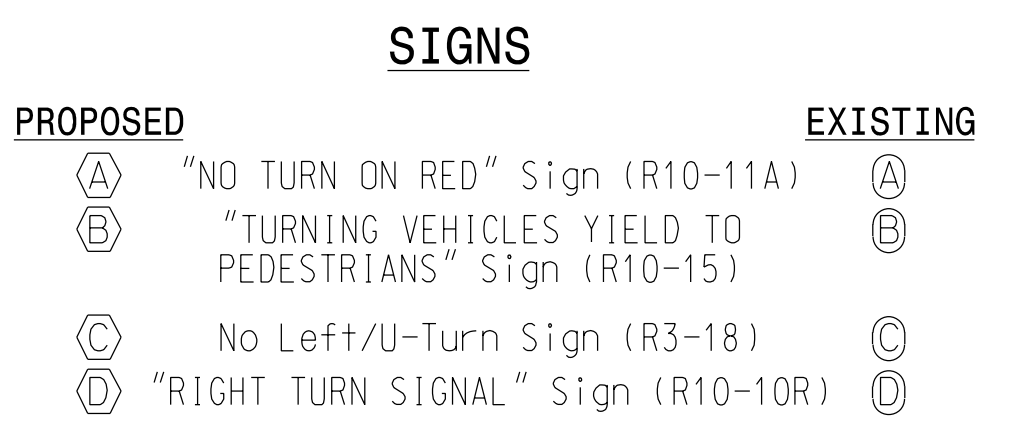 SIGNS
PROPOSED EXISTING
A "NO TURN ON RED" Sign (R10-11A) A
B "TURNING VEHICLES YIELD TO B
PEDESTRIANS" Sign (R10-15)
C No Left/U-Turn Sign (R3-18) C
D "RIGHT TURN SIGNAL" Sign (R10-10R) D